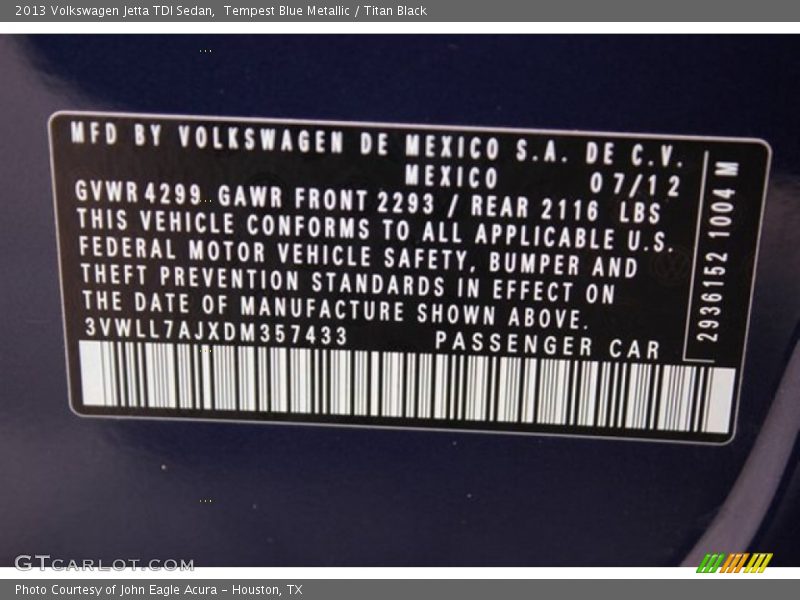 2013 Volkswagen Jetta TDI Sedan, Tempest Blue Metallic / Titan Black
MFD BY VOLKSWAGEN DE MEXICO S.A. DE C.V.
MEXICO 07/12
GVWR 4299 GAWR FRONT 2293 / REAR 2116 LBS
THIS VEHICLE CONFORMS TO ALL APPLICABLE U.S.
FEDERAL MOTOR VEHICLE SAFETY, BUMPER AND
THEFT PREVENTION STANDARDS IN EFFECT ON
THE DATE OF MANUFACTURE SHOWN ABOVE.
3VWLL7AJXDM357433 PASSENGER CAR
2936152 1004 M
GTCARLOT.COM
Photo Courtesy of John Eagle Acura - Houston, TX